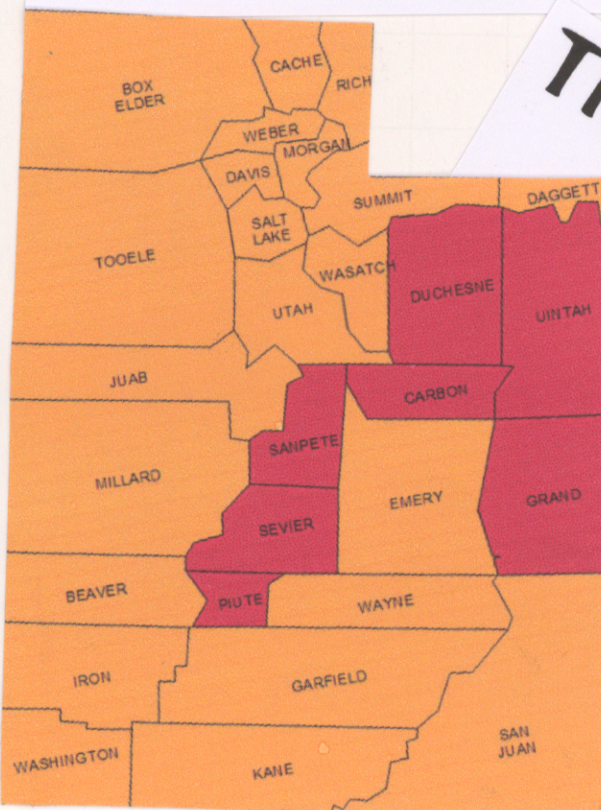 CACHE
BOX
ELDER
RICH
WEBER
MORGAN
DAVIS
SUMMIT
DAGGETT
SALT
LAKE
TOOELE
WASATCH
DUCHESNE
UINTAH
UTAH
JUAB
CARBON
SANPETE
MILLARD
EMERY
GRAND
SEVIER
BEAVER
PIUTE
WAYNE
IRON
GARFIELD
SAN
JUAN
WASHINGTON
KANE